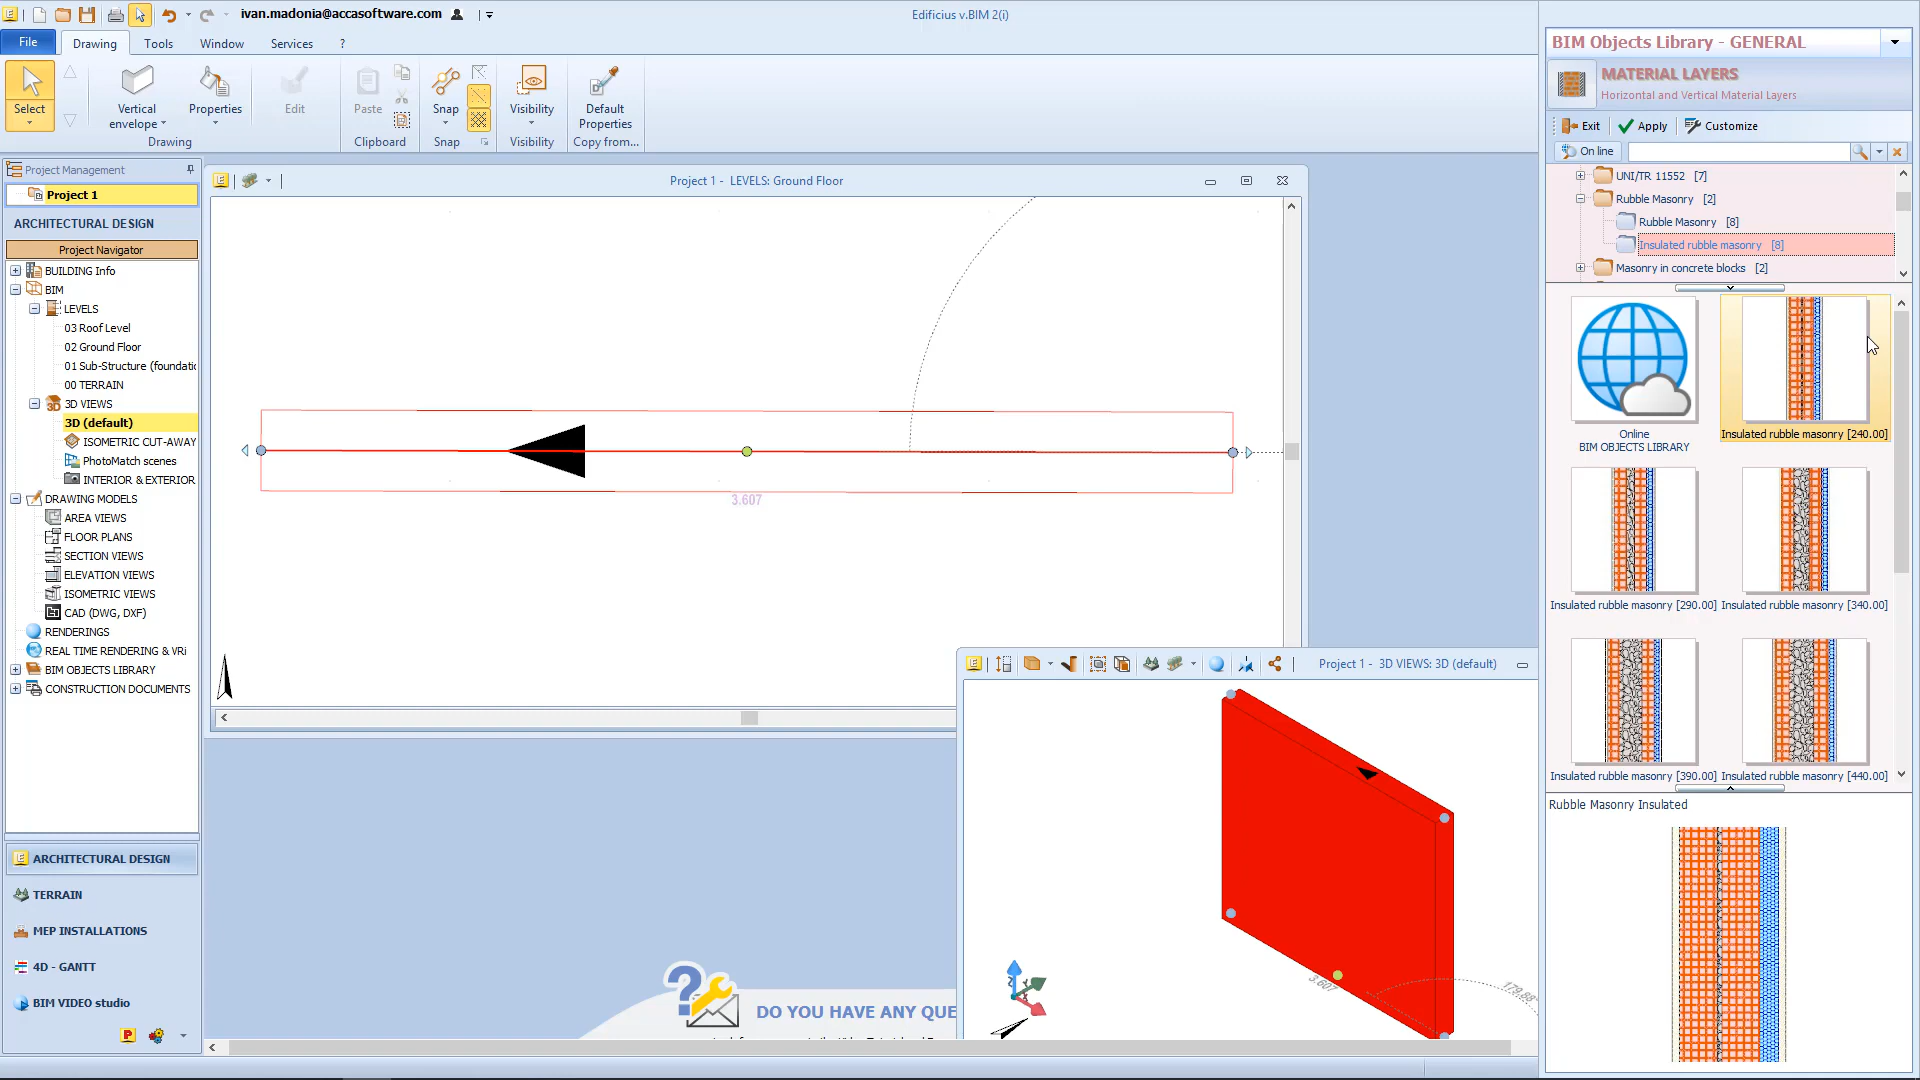 ivan.madonia@accasoftware.com
Edificius v.BIM 2(i)
File
Drawing
Tools
Window
Services
?
Select
Vertical envelope
Properties
Edit
Drawing
Paste
Clipboard
Snap
Snap
Visibility
Visibility
Default Properties
Copy from...
Project Management
Project 1
ARCHITECTURAL DESIGN
Project Navigator
BUILDING Info
BIM
LEVELS
03 Roof Level
02 Ground Floor
01 Sub-Structure (foundatic
00 TERRAIN
3D VIEWS
3D (default)
ISOMETRIC CUT-AWAY
PhotoMatch scenes
INTERIOR & EXTERIOR
DRAWING MODELS
AREA VIEWS
FLOOR PLANS
SECTION VIEWS
ELEVATION VIEWS
ISOMETRIC VIEWS
CAD (DWG, DXF)
RENDERINGS
REAL TIME RENDERING & VRi
BIM OBJECTS LIBRARY
CONSTRUCTION DOCUMENTS
ARCHITECTURAL DESIGN
TERRAIN
MEP INSTALLATIONS
4D - GANTT
BIM VIDEO studio
Project 1 - LEVELS: Ground Floor
3.607
Project 1 - 3D VIEWS: 3D (default)
3.607
179.88°
DO YOU HAVE ANY QUE
BIM Objects Library - GENERAL
MATERIAL LAYERS
Horizontal and Vertical Material Layers
Exit
Apply
Customize
On line
UNI/TR 11552 [7]
Rubble Masonry [2]
Rubble Masonry [8]
Insulated rubble masonry [8]
Masonry in concrete blocks [2]
Online
BIM OBJECTS LIBRARY
Insulated rubble masonry [240.00]
Insulated rubble masonry [290.00]
Insulated rubble masonry [340.00]
Insulated rubble masonry [390.00]
Insulated rubble masonry [440.00]
Rubble Masonry Insulated